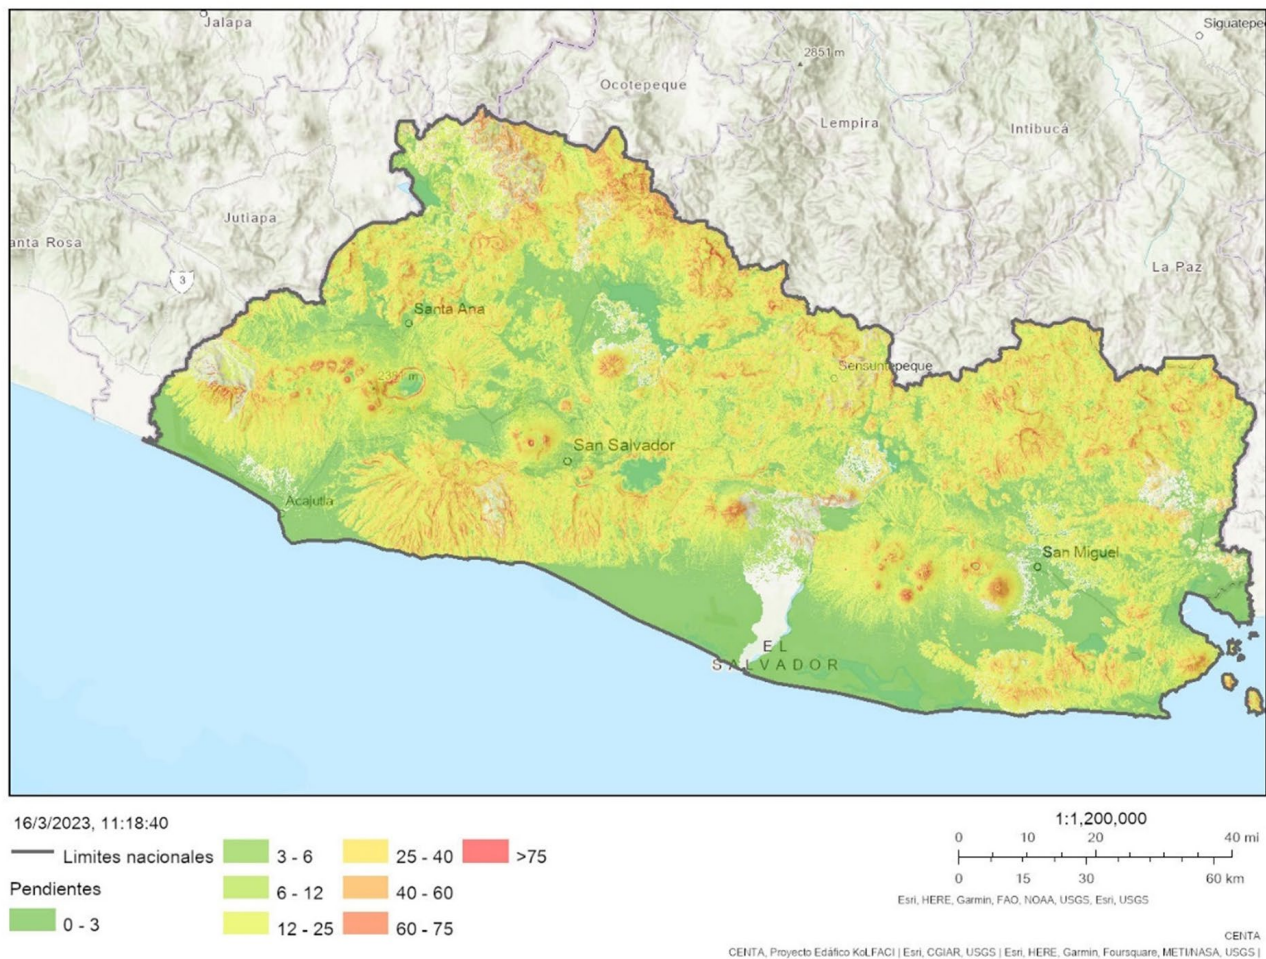 Jalapa
Siguatepe
2851 m
Ocotepeque
Lempira
Intibucá
Jutiapa
anta Rosa
La Paz
3
Santa Ana
Sensuntepeque
San Salvador
Acajutla
San Miguel
EL
SALVADOR
16/3/2023, 11:18:40
Limites nacionales
Pendientes
0 - 3
3 - 6
6 - 12
12 - 25
25 - 40
40 - 60
60 - 75
>75
1:1,200,000
0 10 20 40 mi
0 15 30 60 km
Esri, HERE, Garmin, FAO, NOAA, USGS, Esri, USGS
CENTA
CENTA, Proyecto Edáfico KoLFACI | Esri, CGIAR, USGS | Esri, HERE, Garmin, Foursquare, METI/NASA, USGS |